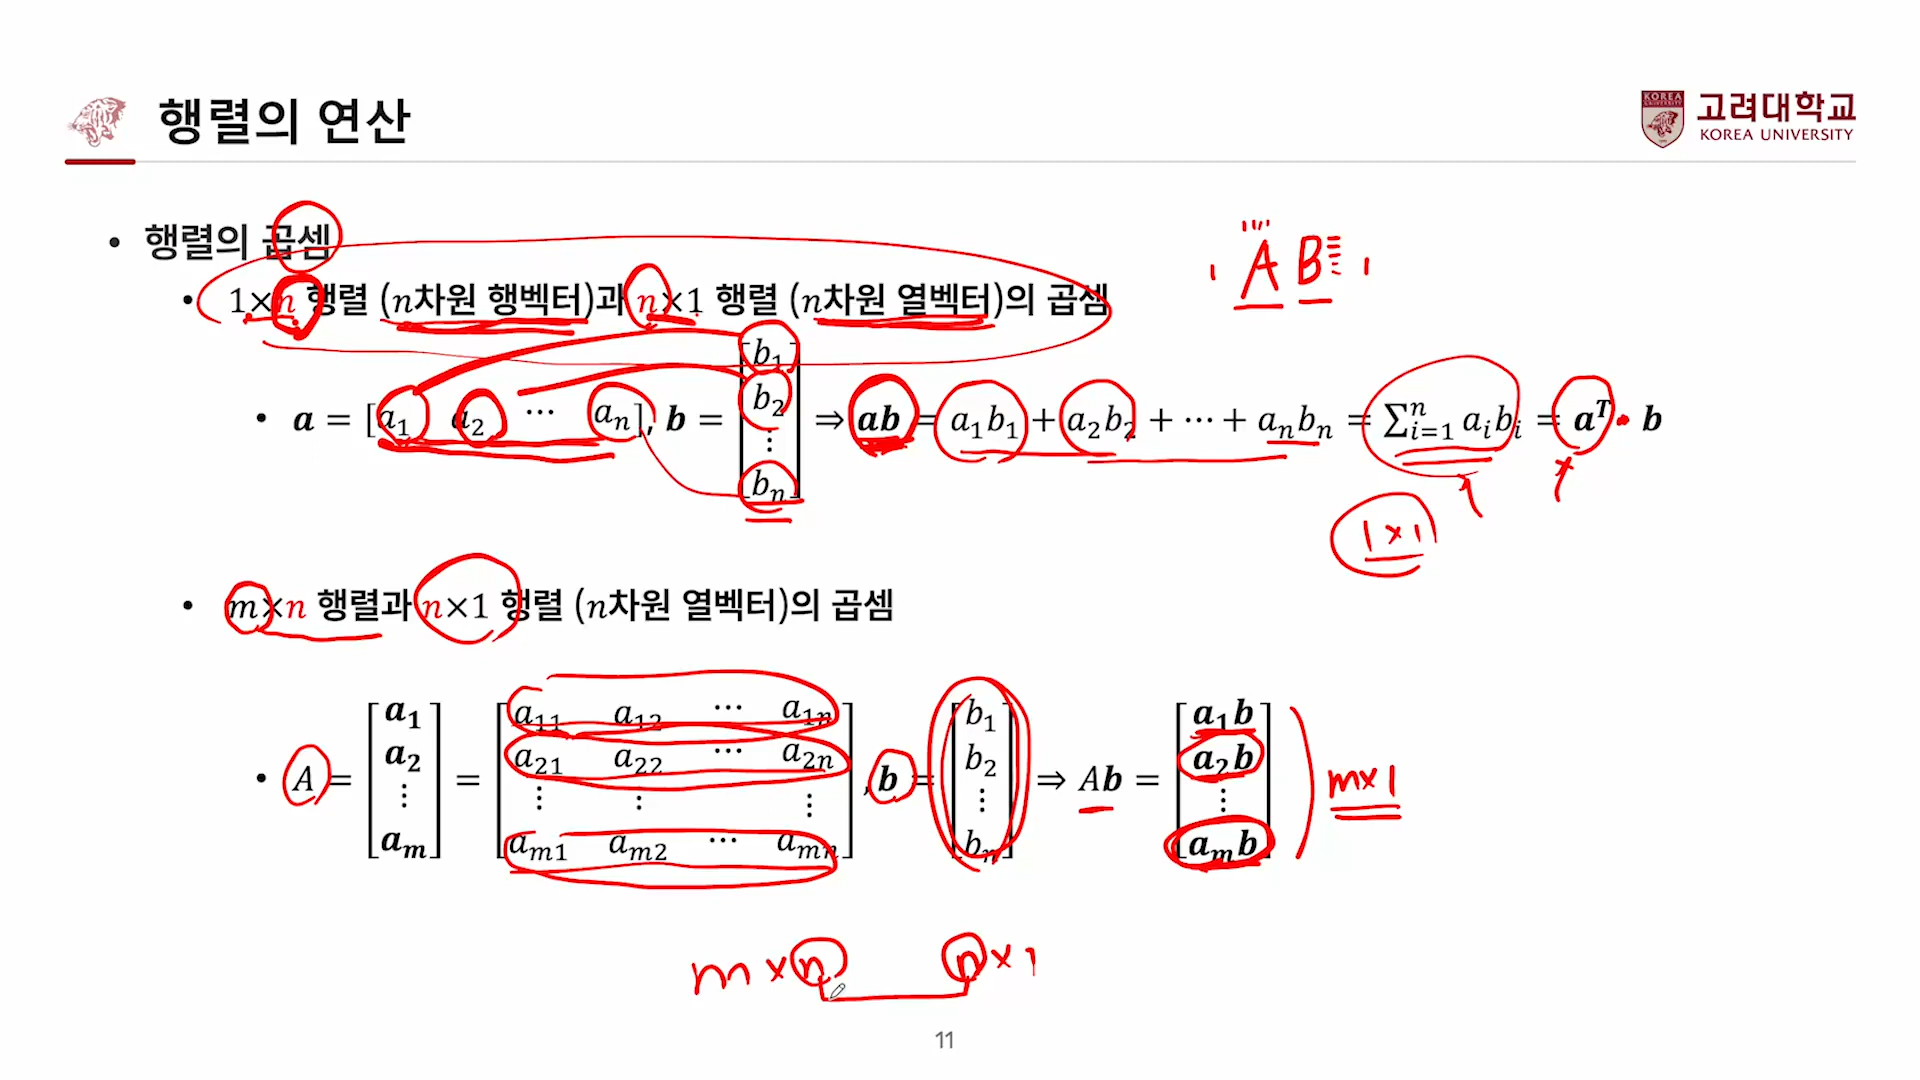 행렬의 연산
고려대학교
KOREA UNIVERSITY
• 행렬의 곱셈
A B
• 1×n 행렬 (n차원 행벡터)과 n×1 행렬 (n차원 열벡터)의 곱셈
• a = [a₁ a₂ ⋯ aₙ], b = [b₁ b₂ ⋮ bₙ] ⇒ ab = a₁b₁ + a₂b₂ + ⋯ + aₙbₙ = ∑ⁿᵢ₌₁ aᵢbᵢ = aᵀ · b
1×1
• m×n 행렬과 n×1 행렬 (n차원 열벡터)의 곱셈
• A = [a₁ a₂ ⋮ aₘ] = [a₁₁ a₁₂ ⋯ a₁ₙ a₂₁ a₂₂ ⋯ a₂ₙ ⋮ ⋮ ⋮ aₘ₁ aₘ₂ ⋯ aₘₙ], b = [b₁ b₂ ⋮ bₙ] ⇒ Ab = [a₁b a₂b ⋮ aₘb] m×1
m×n n×1
11